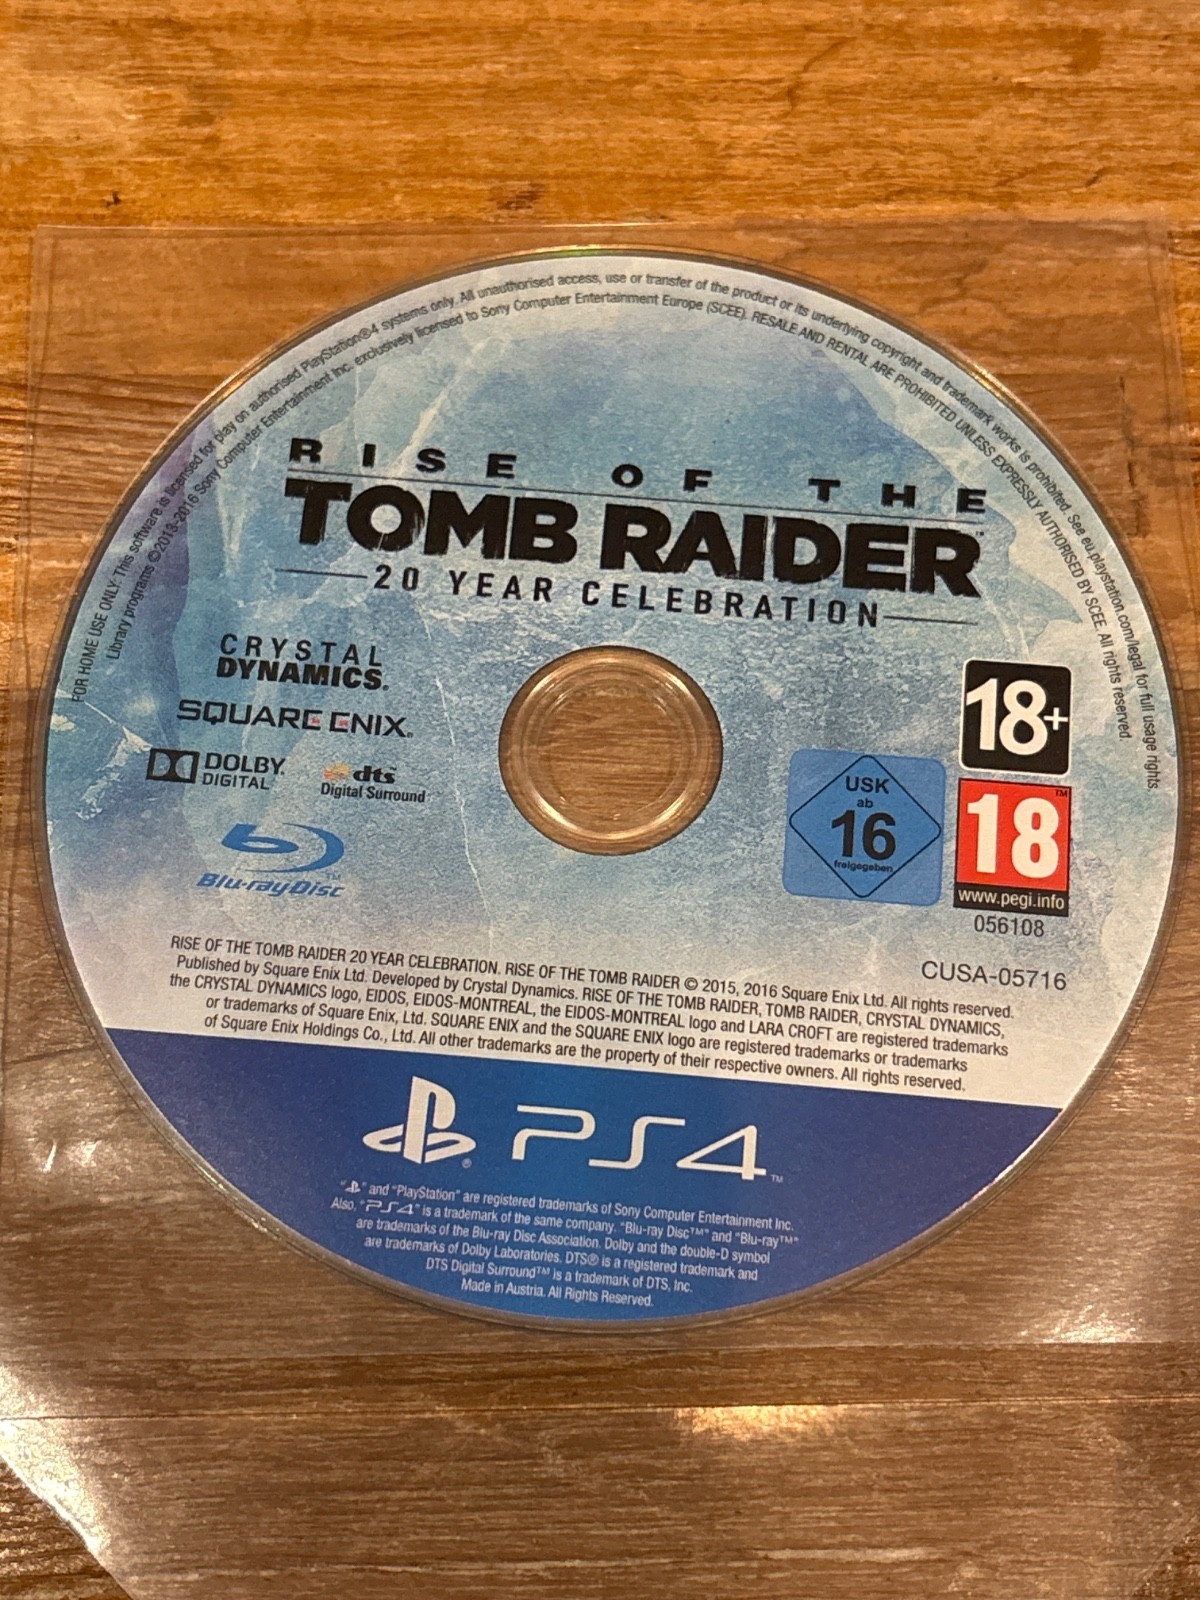 FOR HOME USE ONLY: This software is licensed for play on authorised PlayStation®4 systems only. All unauthorised access, use or transfer of the product or its underlying copyright and trademark works is prohibited. See eu.playstation.com/legal for full usage rights.
Library programs ©2013-2016 Sony Computer Entertainment Inc. exclusively licensed to Sony Computer Entertainment Europe (SCEE). RESALE AND RENTAL ARE PROHIBITED UNLESS EXPRESSLY AUTHORISED BY SCEE. All rights reserved.
RISE OF THE
TOMB RAIDER™
20 YEAR CELEBRATION
CRYSTAL
DYNAMICS®
SQUARE ENIX®
DOLBY®
DIGITAL
dts™
Digital Surround
Blu-ray Disc™
18+
USK
ab
16
freigegeben
18™
www.pegi.info
056108
CUSA-05716
RISE OF THE TOMB RAIDER 20 YEAR CELEBRATION. RISE OF THE TOMB RAIDER © 2015, 2016 Square Enix Ltd. All rights reserved.
Published by Square Enix Ltd. Developed by Crystal Dynamics. RISE OF THE TOMB RAIDER, TOMB RAIDER, CRYSTAL DYNAMICS,
the CRYSTAL DYNAMICS logo, EIDOS, EIDOS-MONTREAL, the EIDOS-MONTREAL logo and LARA CROFT are registered trademarks
or trademarks of Square Enix, Ltd. SQUARE ENIX and the SQUARE ENIX logo are registered trademarks or trademarks
of Square Enix Holdings Co., Ltd. All other trademarks are the property of their respective owners. All rights reserved.
® PS4™
" " and "PlayStation" are registered trademarks of Sony Computer Entertainment Inc.
Also, "PS4" is a trademark of the same company. "Blu-ray Disc™" and "Blu-ray™"
are trademarks of the Blu-ray Disc Association. Dolby and the double-D symbol
are trademarks of Dolby Laboratories. DTS® is a registered trademark and
DTS Digital Surround™ is a trademark of DTS, Inc.
Made in Austria. All Rights Reserved.